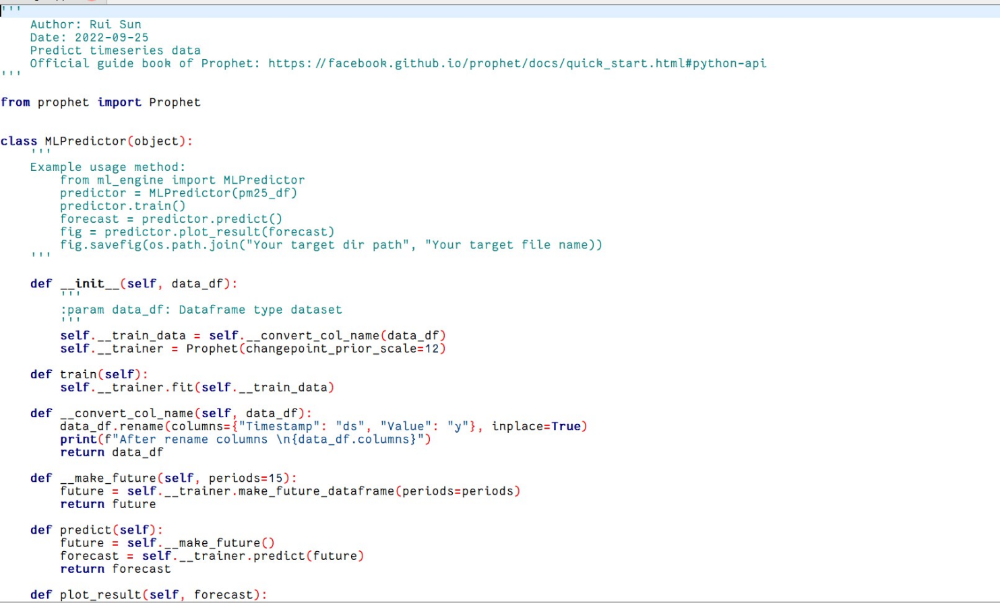 '''
    Author: Rui Sun
    Date: 2022-09-25
    Predict timeseries data
    Official guide book of Prophet: https://facebook.github.io/prophet/docs/quick_start.html#python-api
'''

from prophet import Prophet


class MLPredictor(object):
    '''
    Example usage method:
        from ml_engine import MLPredictor
        predictor = MLPredictor(pm25_df)
        predictor.train()
        forecast = predictor.predict()
        fig = predictor.plot_result(forecast)
        fig.savefig(os.path.join("Your target dir path", "Your target file name))
    '''

    def __init__(self, data_df):
        '''
        :param data_df: Dataframe type dataset
        '''
        self.__train_data = self.__convert_col_name(data_df)
        self.__trainer = Prophet(changepoint_prior_scale=12)

    def train(self):
        self.__trainer.fit(self.__train_data)

    def __convert_col_name(self, data_df):
        data_df.rename(columns={"Timestamp": "ds", "Value": "y"}, inplace=True)
        print(f"After rename columns \n{data_df.columns}")
        return data_df

    def __make_future(self, periods=15):
        future = self.__trainer.make_future_dataframe(periods=periods)
        return future

    def predict(self):
        future = self.__make_future()
        forecast = self.__trainer.predict(future)
        return forecast

    def plot_result(self, forecast):